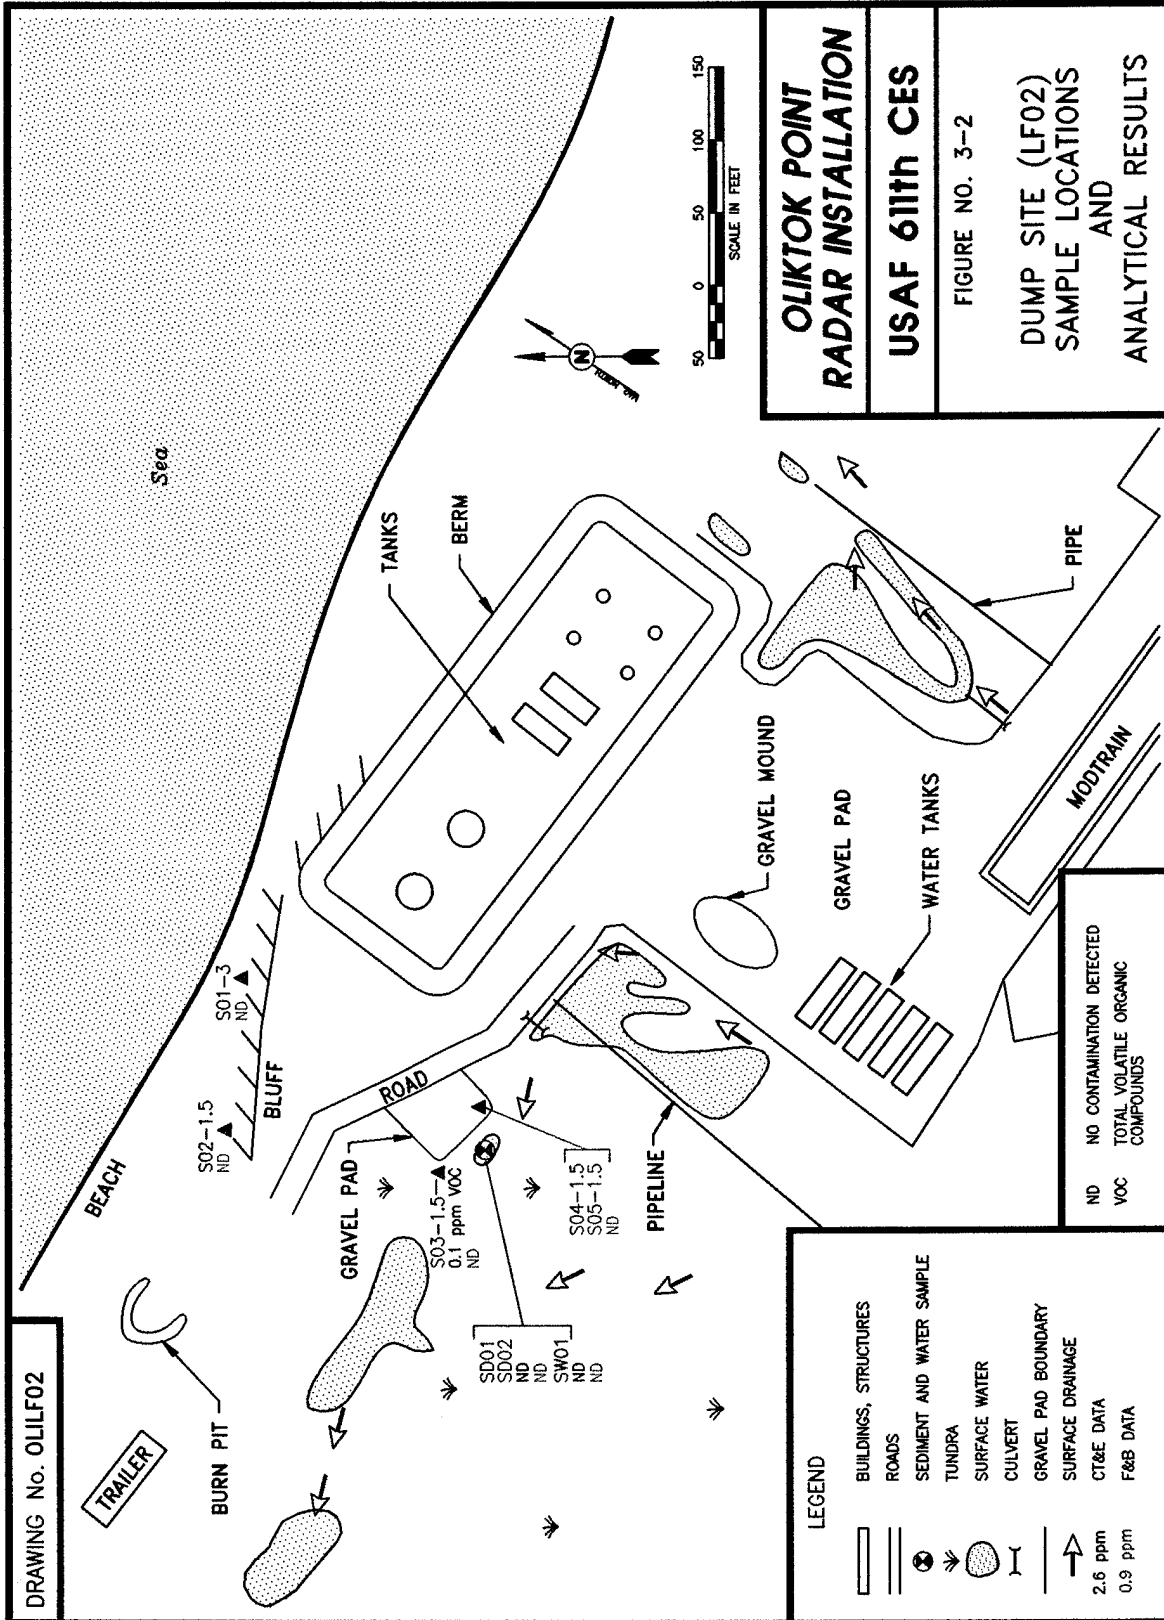 DRAWING No. OLILF02
Sea
BEACH
TRAILER
BURN PIT
S02-1.5
ND
S01-3
ND
BLUFF
ROAD
GRAVEL PAD
S03-1.5
0.1 ppm VOC
ND
SD01
SD02
ND
ND
SW01
ND
ND
S04-1.5
S05-1.5
ND
PIPELINE
TANKS
BERM
GRAVEL MOUND
GRAVEL PAD
WATER TANKS
MODTRAIN
PIPE
N
MAG NORTH
50
0
50
100
150
SCALE IN FEET
LEGEND
BUILDINGS, STRUCTURES
ROADS
SEDIMENT AND WATER SAMPLE
TUNDRA
SURFACE WATER
CULVERT
GRAVEL PAD BOUNDARY
SURFACE DRAINAGE
2.6 ppm CT&E DATA
0.9 ppm F&B DATA
ND NO CONTAMINATION DETECTED
VOC TOTAL VOLATILE ORGANIC
COMPOUNDS
OLIKTOK POINT
RADAR INSTALLATION
USAF 611th CES
FIGURE NO. 3-2
DUMP SITE (LF02)
SAMPLE LOCATIONS
AND
ANALYTICAL RESULTS